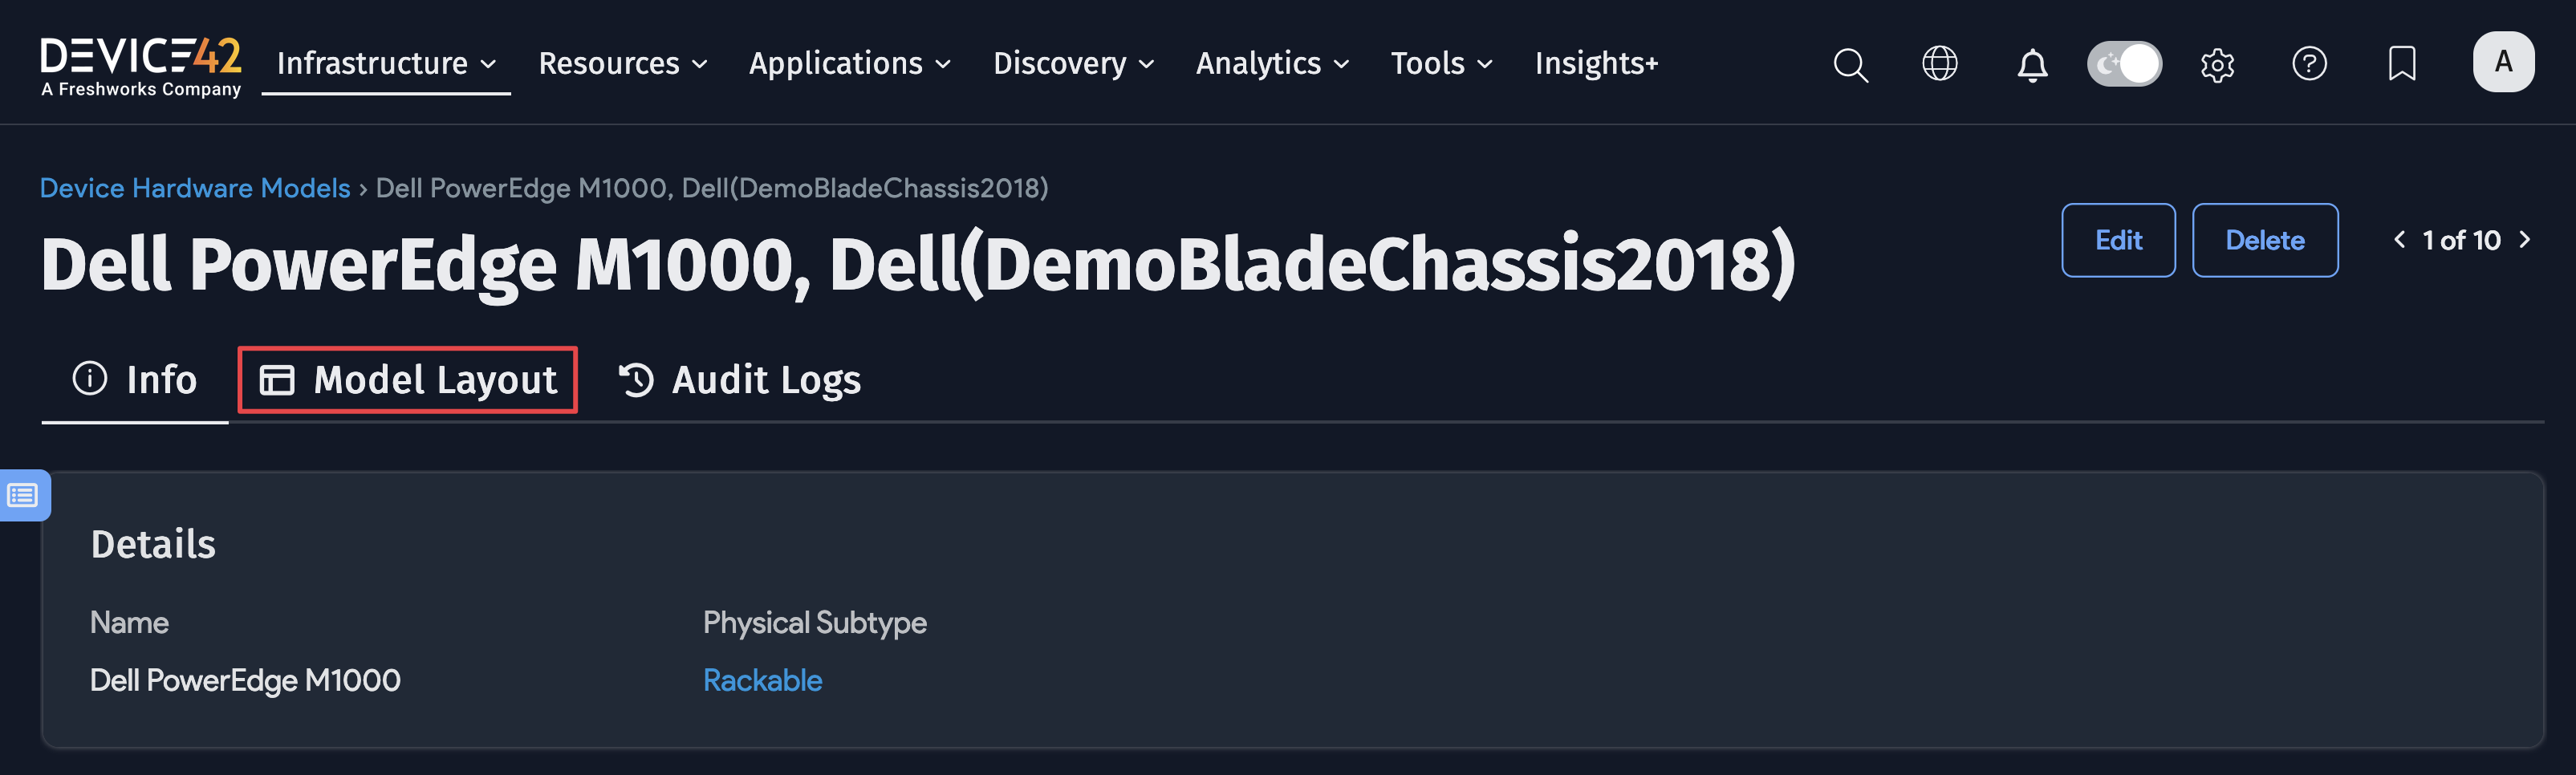 DEVICE42
A Freshworks Company
Infrastructure Resources Applications Discovery Analytics Tools Insights+
A
Device Hardware Models › Dell PowerEdge M1000, Dell(DemoBladeChassis2018)
Dell PowerEdge M1000, Dell(DemoBladeChassis2018)
Edit Delete 1 of 10
Info Model Layout Audit Logs
Details
Name Physical Subtype
Dell PowerEdge M1000 Rackable